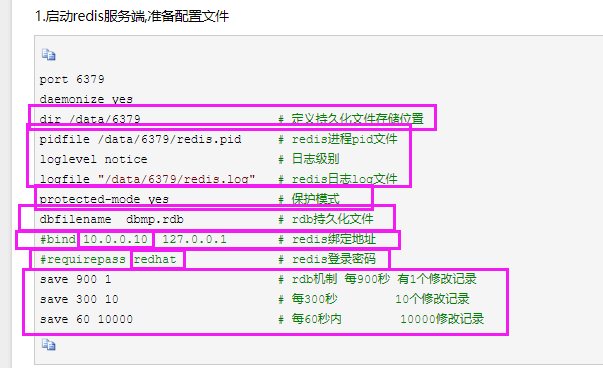 1.启动redis服务端,准备配置文件
port 6379
daemonize yes
dir /data/6379 # 定义持久化文件存储位置
pidfile /data/6379/redis.pid # redis进程pid文件
loglevel notice # 日志级别
logfile "/data/6379/redis.log" # redis日志log文件
protected-mode yes # 保护模式
dbfilename dbmp.rdb # rdb持久化文件
#bind 10.0.0.10 127.0.0.1 # redis绑定地址
#requirepass redhat # redis登录密码
save 900 1 # rdb机制 每900秒 有1个修改记录
save 300 10 # 每300秒 10个修改记录
save 60 10000 # 每60秒内 10000修改记录